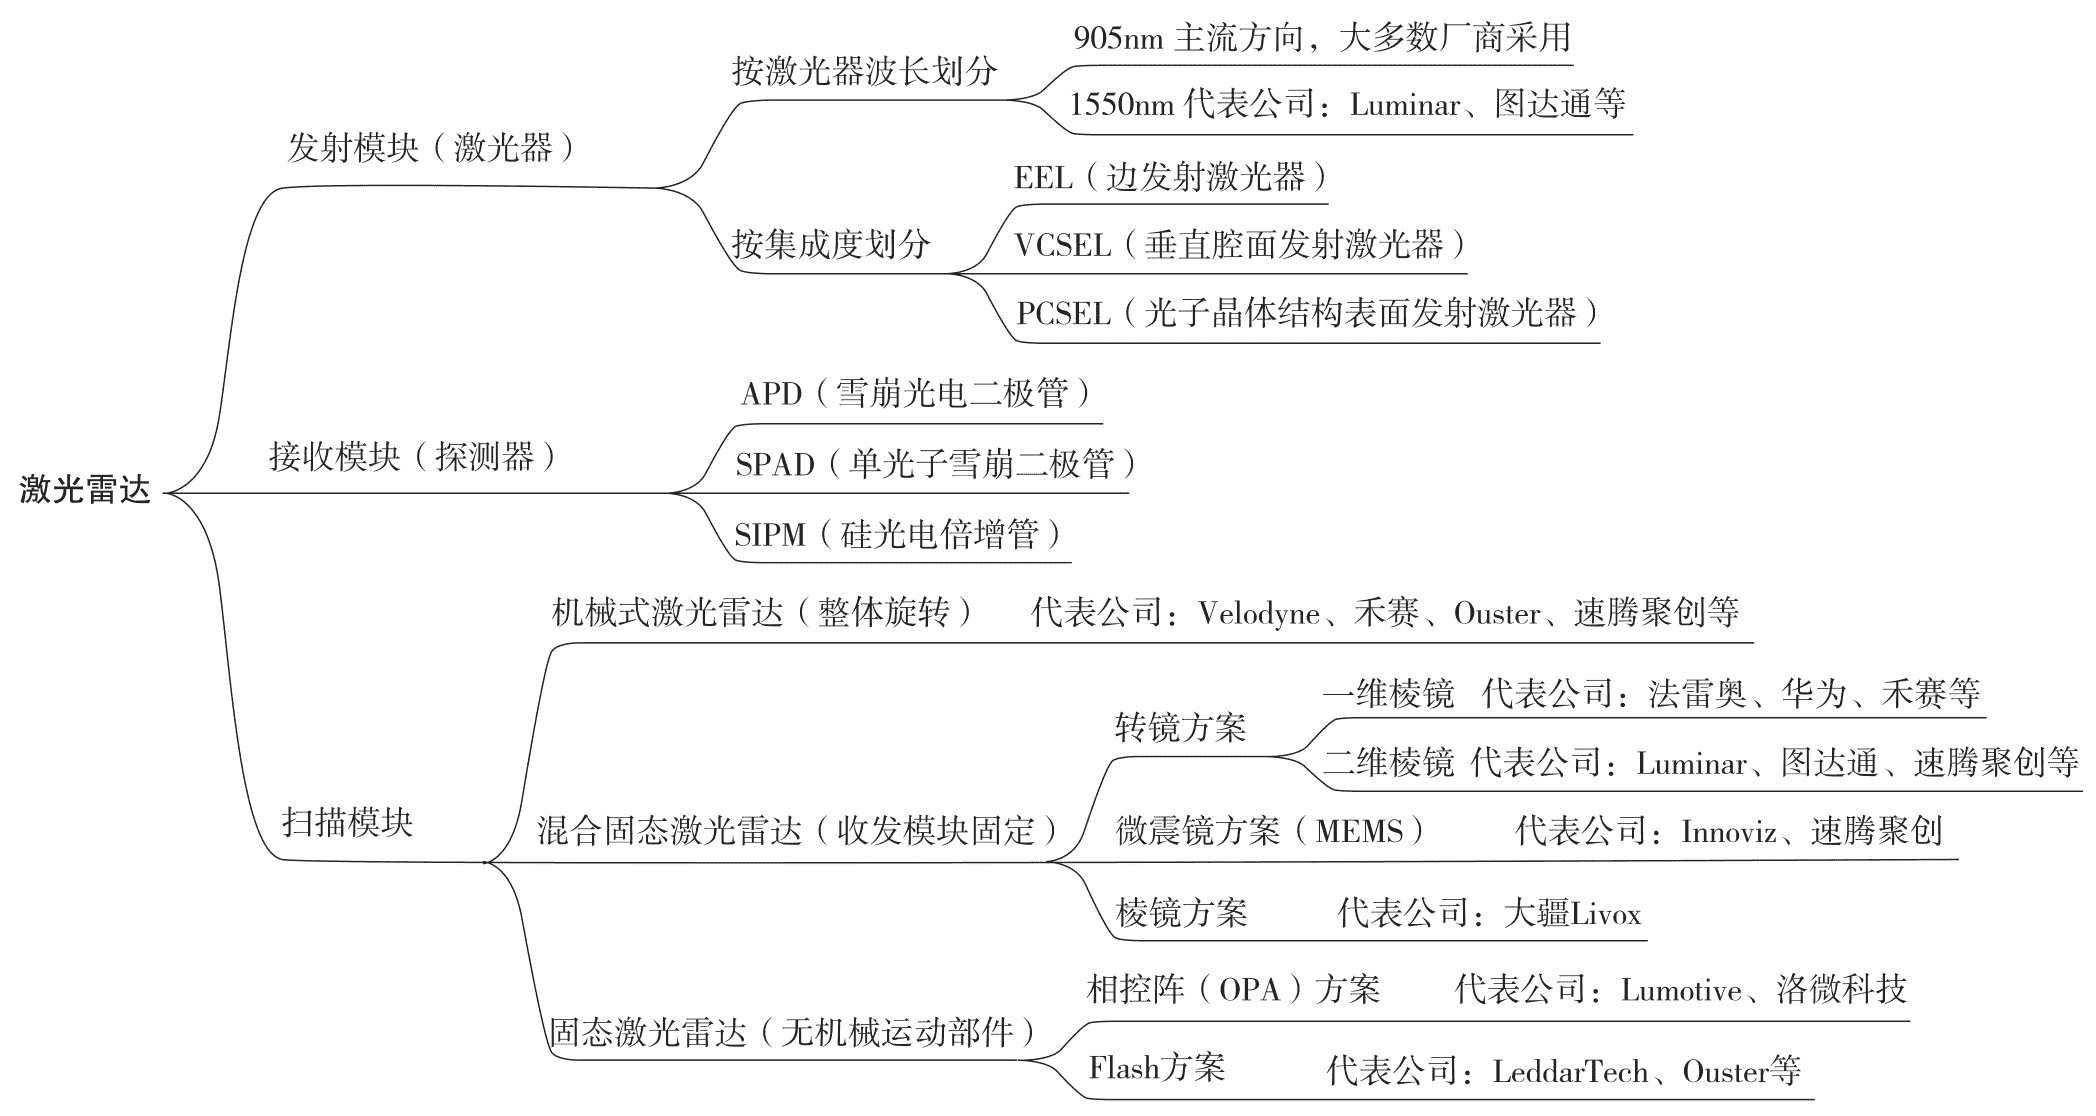 905nm 主流方向，大多数厂商采用
按激光器波长划分
1550nm 代表公司：Luminar、图达通等
发射模块（激光器）
EEL（边发射激光器）
按集成度划分
VCSEL（垂直腔面发射激光器）
PCSEL（光子晶体结构表面发射激光器）
APD（雪崩光电二极管）
接收模块（探测器）
SPAD（单光子雪崩二极管）
激光雷达
SIPM（硅光电倍增管）
机械式激光雷达（整体旋转） 代表公司：Velodyne、禾赛、Ouster、速腾聚创等
一维棱镜 代表公司：法雷奥、华为、禾赛等
转镜方案
二维棱镜 代表公司：Luminar、图达通、速腾聚创等
扫描模块
混合固态激光雷达（收发模块固定）
微震镜方案（MEMS） 代表公司：Innoviz、速腾聚创
棱镜方案 代表公司：大疆Livox
相控阵（OPA）方案 代表公司：Lumotive、洛微科技
固态激光雷达（无机械运动部件）
Flash方案 代表公司：LeddarTech、Ouster等